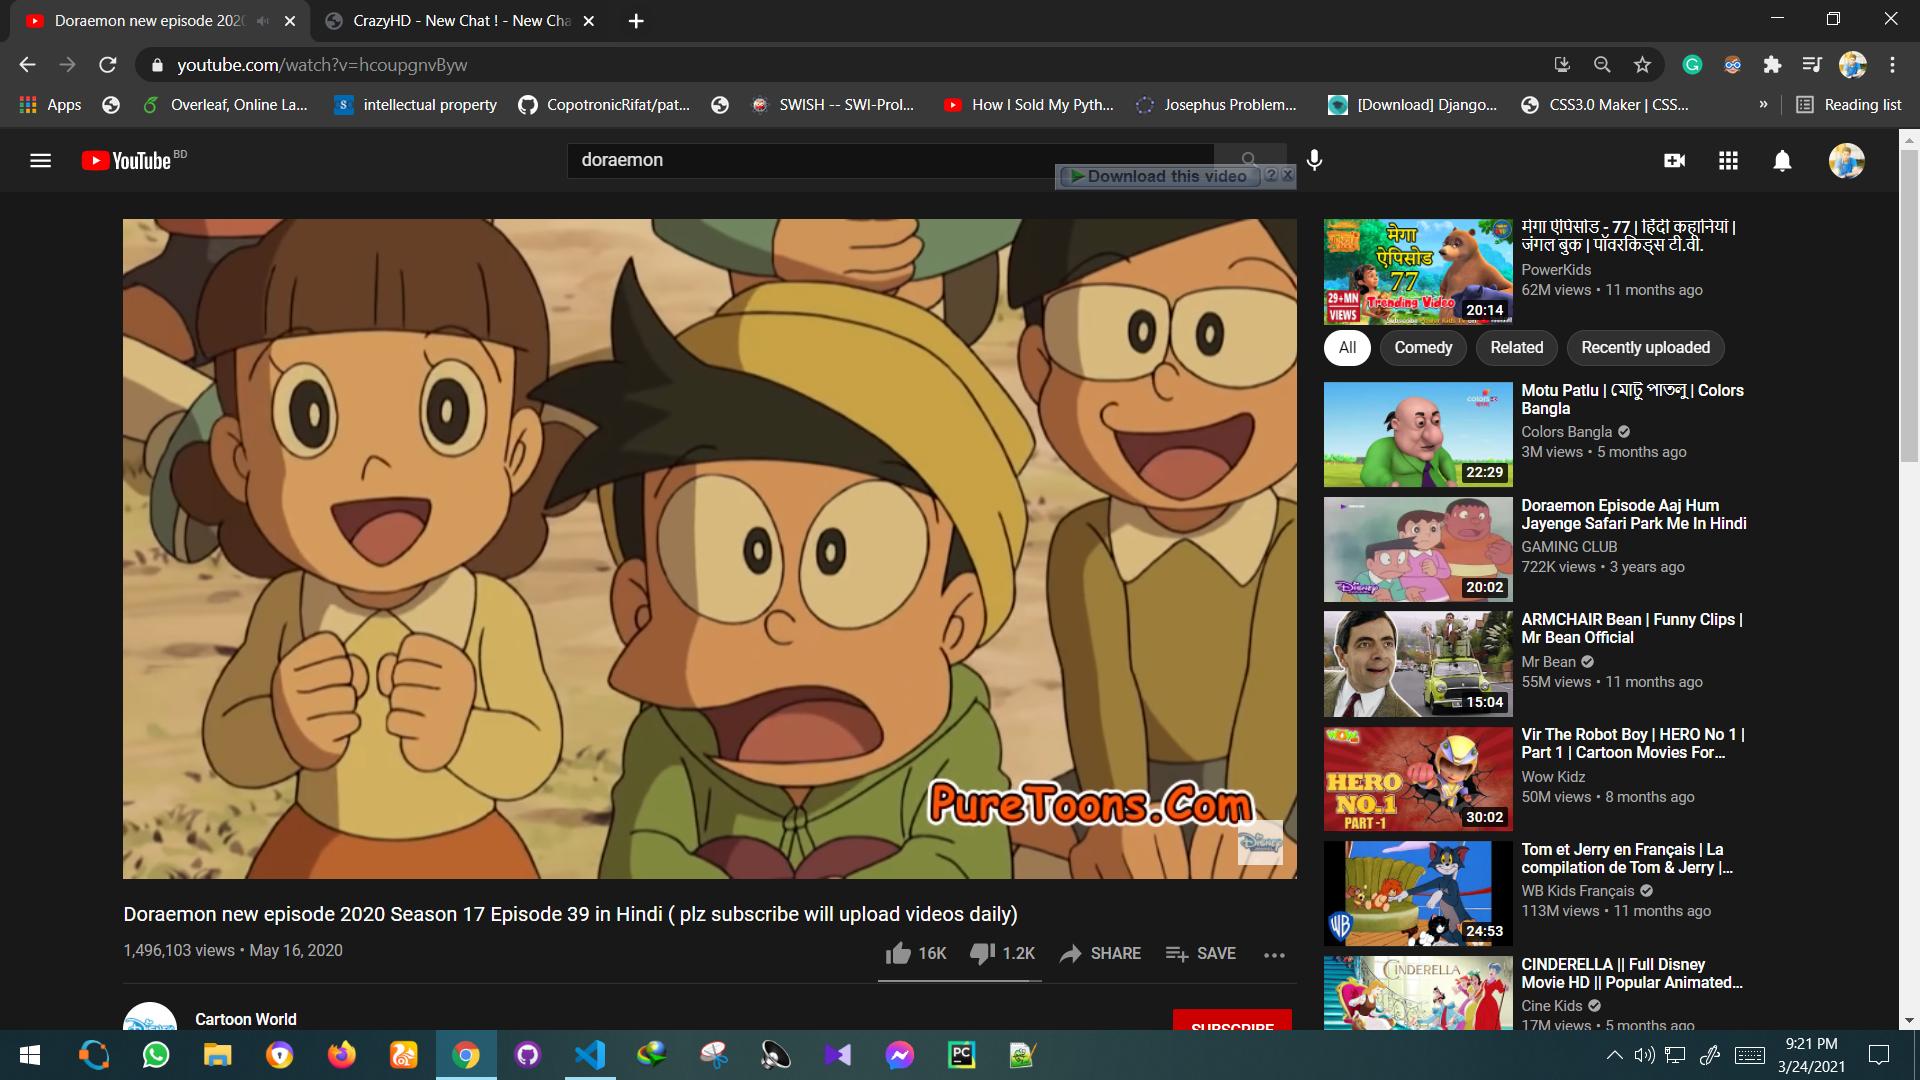 Doraemon new episode 202
CrazyHD - New Chat ! - New Cha
youtube.com/watch?v=hcoupgnvByw
Apps
Overleaf, Online La...
intellectual property
CopotronicRifat/pat...
SWISH -- SWI-Prol...
How I Sold My Pyth...
Josephus Problem...
[Download] Django...
CSS3.0 Maker | CSS...
»
Reading list
YouTube BD
doraemon
Download this video ? X
मेगा ऐपिसोड - 77 | हिंदी कहानियां |
जंगल बुक | पॉवरकिड्स टी.वी.
PowerKids
62M views • 11 months ago
मेगा
ऐपिसोड
77
29+MN
VIEWS
Trending Video
20:14
All
Comedy
Related
Recently uploaded
Motu Patlu | মোটু পাতলু | Colors
Bangla
Colors Bangla
3M views • 5 months ago
22:29
Doraemon Episode Aaj Hum
Jayenge Safari Park Me In Hindi
GAMING CLUB
722K views • 3 years ago
Disney
20:02
ARMCHAIR Bean | Funny Clips |
Mr Bean Official
Mr Bean
55M views • 11 months ago
15:04
Vir The Robot Boy | HERO No 1 |
Part 1 | Cartoon Movies For...
Wow Kidz
50M views • 8 months ago
WOW
HERO
NO.1
PART -1
30:02
Tom et Jerry en Français | La
compilation de Tom & Jerry |...
WB Kids Français
113M views • 11 months ago
WB
24:53
CINDERELLA || Full Disney
Movie HD || Popular Animated...
Cine Kids
17M views • 5 months ago
CINDERELLA
PureToons.Com
Disney
Doraemon new episode 2020 Season 17 Episode 39 in Hindi ( plz subscribe will upload videos daily)
1,496,103 views • May 16, 2020
16K
1.2K
SHARE
SAVE
Cartoon World
SUBSCRIBE
PC
9:21 PM
3/24/2021